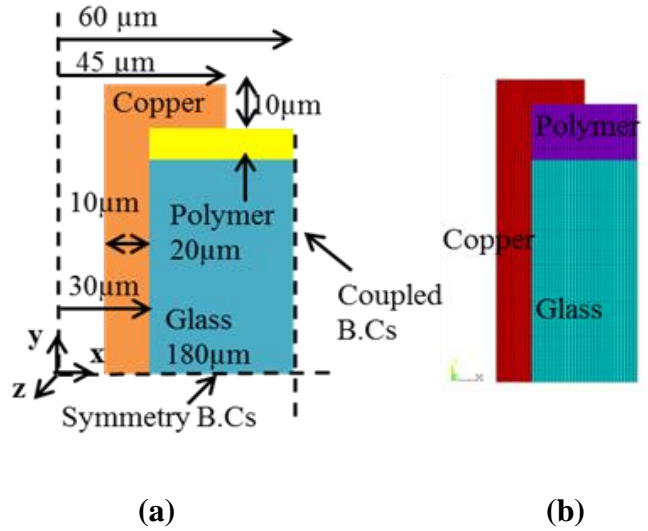 60 µm
45 µm
Copper
10µm
10µm
Polymer
20µm
30µm
Glass
180µm
y
x
z
Coupled
B.Cs
Symmetry B.Cs
(a)
Polymer
Copper
Glass
Y
X
(b)